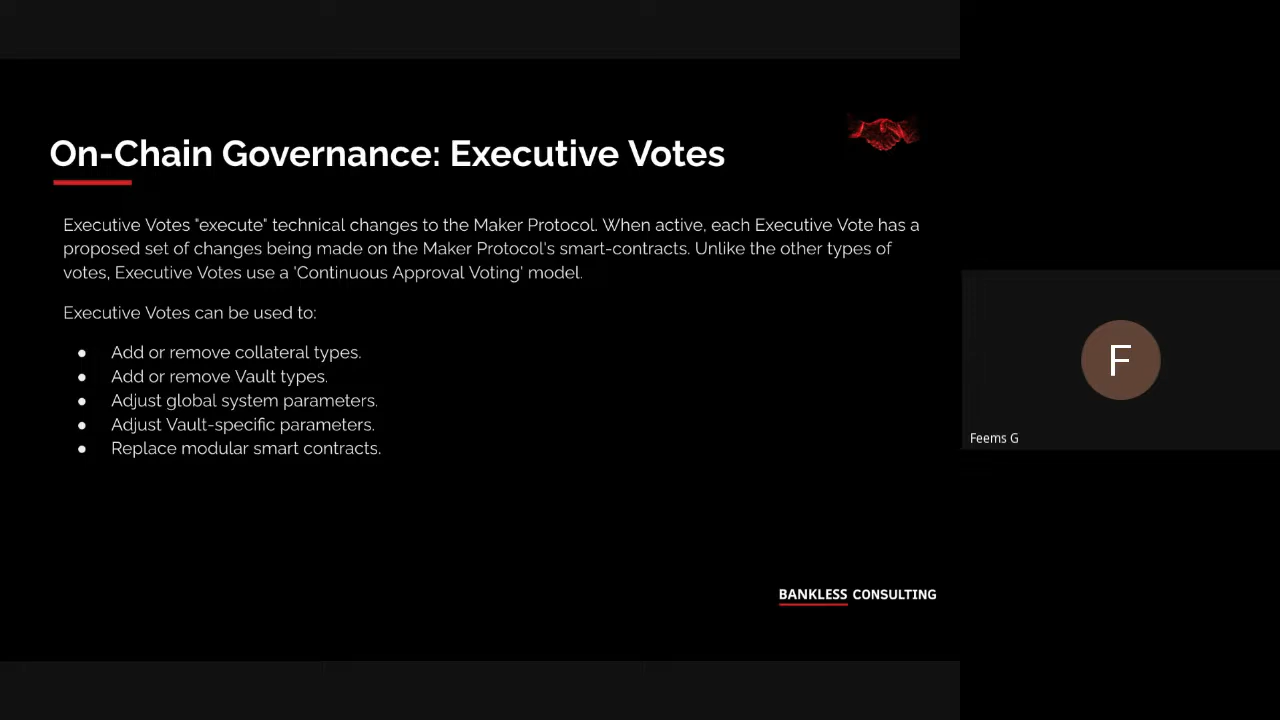 On-Chain Governance: Executive Votes
Executive Votes "execute" technical changes to the Maker Protocol. When active, each Executive Vote has a
proposed set of changes being made on the Maker Protocol's smart-contracts. Unlike the other types of
votes, Executive Votes use a 'Continuous Approval Voting' model.
Executive Votes can be used to:
● Add or remove collateral types.
● Add or remove Vault types.
● Adjust global system parameters.
● Adjust Vault-specific parameters.
● Replace modular smart contracts.
BANKLESS CONSULTING
F
Feems G